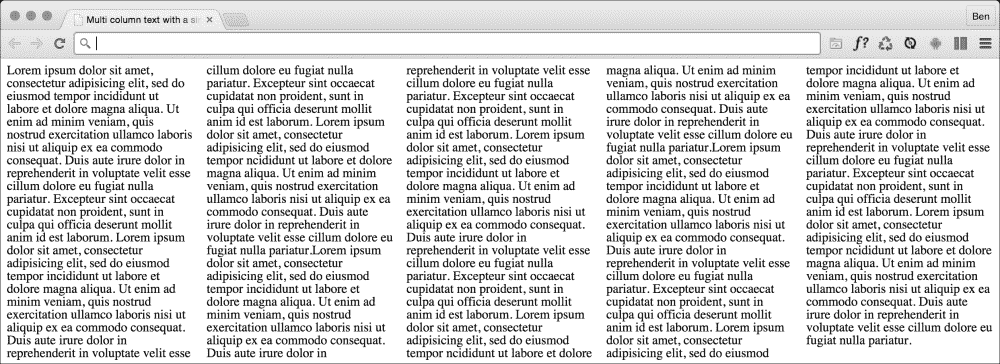 Multi column text with a si
Ben
f?
Lorem ipsum dolor sit amet,
consectetur adipisicing elit, sed do
eiusmod tempor incididunt ut
labore et dolore magna aliqua. Ut
enim ad minim veniam, quis
nostrud exercitation ullamco laboris
nisi ut aliquip ex ea commodo
consequat. Duis aute irure dolor in
reprehenderit in voluptate velit esse
cillum dolore eu fugiat nulla
pariatur. Excepteur sint occaecat
cupidatat non proident, sunt in
culpa qui officia deserunt mollit
anim id est laborum. Lorem ipsum
dolor sit amet, consectetur
adipisicing elit, sed do eiusmod
tempor incididunt ut labore et
dolore magna aliqua. Ut enim ad
minim veniam, quis nostrud
exercitation ullamco laboris nisi ut
aliquip ex ea commodo consequat.
Duis aute irure dolor in
reprehenderit in voluptate velit esse
cillum dolore eu fugiat nulla
pariatur. Excepteur sint occaecat
cupidatat non proident, sunt in
culpa qui officia deserunt mollit
anim id est laborum. Lorem ipsum
dolor sit amet, consectetur
adipisicing elit, sed do eiusmod
tempor ncididunt ut labore et dolore
magna aliqua. Ut enim ad minim
veniam, quis nostrud exercitation
ullamco laboris nisi ut aliquip ex ea
commodo consequat. Duis aute
irure dolor in reprehenderit in
voluptate velit esse cillum dolore eu
fugiat nulla pariatur.Lorem ipsum
dolor sit amet, consectetur
adipisicing elit, sed do eiusmod
tempor incididunt ut labore et
dolore magna aliqua. Ut enim ad
minim veniam, quis nostrud
exercitation ullamco laboris nisi ut
aliquip ex ea commodo consequat.
Duis aute irure dolor in
reprehenderit in voluptate velit esse
cillum dolore eu fugiat nulla
pariatur. Excepteur sint occaecat
cupidatat non proident, sunt in
culpa qui officia deserunt mollit
anim id est laborum. Lorem ipsum
dolor sit amet, consectetur
adipisicing elit, sed do eiusmod
tempor incididunt ut labore et
dolore magna aliqua. Ut enim ad
minim veniam, quis nostrud
exercitation ullamco laboris nisi ut
aliquip ex ea commodo consequat.
Duis aute irure dolor in
reprehenderit in voluptate velit esse
cillum dolore eu fugiat nulla
pariatur. Excepteur sint occaecat
cupidatat non proident, sunt in
culpa qui officia deserunt mollit
anim id est laborum. Lorem ipsum
dolor sit amet, consectetur
adipisicing elit, sed do eiusmod
tempor ncididunt ut labore et dolore
magna aliqua. Ut enim ad minim
veniam, quis nostrud exercitation
ullamco laboris nisi ut aliquip ex ea
commodo consequat. Duis aute
irure dolor in reprehenderit in
voluptate velit esse cillum dolore eu
fugiat nulla pariatur.Lorem ipsum
dolor sit amet, consectetur
adipisicing elit, sed do eiusmod
tempor incididunt ut labore et
dolore magna aliqua. Ut enim ad
minim veniam, quis nostrud
exercitation ullamco laboris nisi ut
aliquip ex ea commodo consequat.
Duis aute irure dolor in
reprehenderit in voluptate velit esse
cillum dolore eu fugiat nulla
pariatur. Excepteur sint occaecat
cupidatat non proident, sunt in
culpa qui officia deserunt mollit
anim id est laborum. Lorem ipsum
dolor sit amet, consectetur
adipisicing elit, sed do eiusmod
tempor incididunt ut labore et
dolore magna aliqua. Ut enim ad
minim veniam, quis nostrud
exercitation ullamco laboris nisi ut
aliquip ex ea commodo consequat.
Duis aute irure dolor in
reprehenderit in voluptate velit esse
cillum dolore eu fugiat nulla
pariatur. Excepteur sint occaecat
cupidatat non proident, sunt in
culpa qui officia deserunt mollit
anim id est laborum. Lorem ipsum
dolor sit amet, consectetur
adipisicing elit, sed do eiusmod
tempor ncididunt ut labore et dolore
magna aliqua. Ut enim ad minim
veniam, quis nostrud exercitation
ullamco laboris nisi ut aliquip ex ea
commodo consequat. Duis aute
irure dolor in reprehenderit in
voluptate velit esse cillum dolore eu
fugiat nulla pariatur.